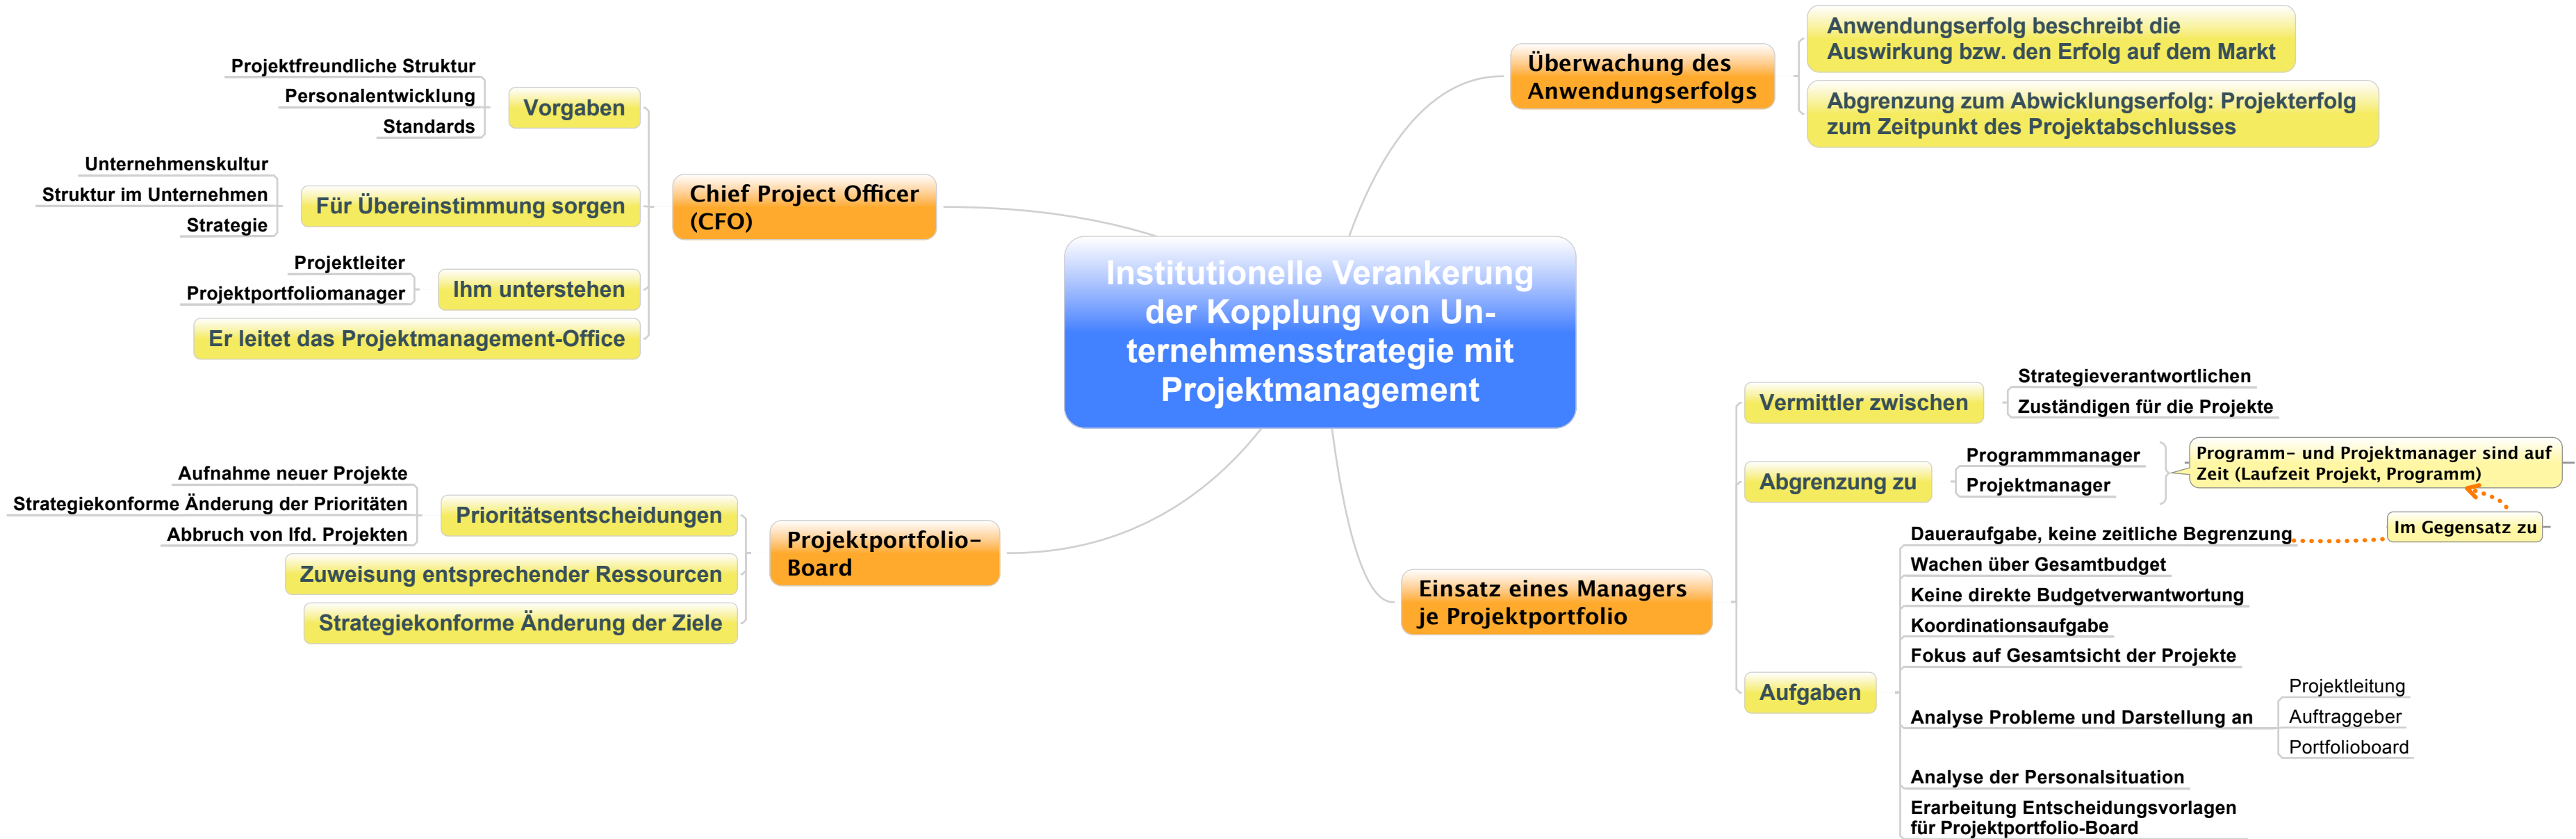 Institutionelle Verankerung
der Kopplung von Un-
ternehmensstrategie mit
Projektmanagement
Überwachung des
Anwendungserfolgs
Anwendungserfolg beschreibt die
Auswirkung bzw. den Erfolg auf dem Markt
Abgrenzung zum Abwicklungserfolg: Projekterfolg
zum Zeitpunkt des Projektabschlusses
Einsatz eines Managers
je Projektportfolio
Vermittler zwischen
Strategieverantwortlichen
Zuständigen für die Projekte
Abgrenzung zu
Programmmanager
Projektmanager
Programm- und Projektmanager sind auf
Zeit (Laufzeit Projekt, Programm)
Aufgaben
Daueraufgabe, keine zeitliche Begrenzung
Im Gegensatz zu
Wachen über Gesamtbudget
Keine direkte Budgetverwantwortung
Koordinationsaufgabe
Fokus auf Gesamtsicht der Projekte
Analyse Probleme und Darstellung an
Projektleitung
Auftraggeber
Portfolioboard
Analyse der Personalsituation
Erarbeitung Entscheidungsvorlagen
für Projektportfolio-Board
Chief Project Officer
(CFO)
Vorgaben
Projektfreundliche Struktur
Personalentwicklung
Standards
Für Übereinstimmung sorgen
Unternehmenskultur
Struktur im Unternehmen
Strategie
Ihm unterstehen
Projektleiter
Projektportfoliomanager
Er leitet das Projektmanagement-Office
Projektportfolio-
Board
Prioritätsentscheidungen
Aufnahme neuer Projekte
Strategiekonforme Änderung der Prioritäten
Abbruch von lfd. Projekten
Zuweisung entsprechender Ressourcen
Strategiekonforme Änderung der Ziele